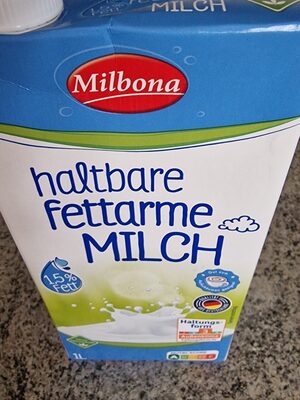 MILCH
Milbona
haltbare
fettarme
MILCH
1,5%
Fett
Haltungs-
form
1L